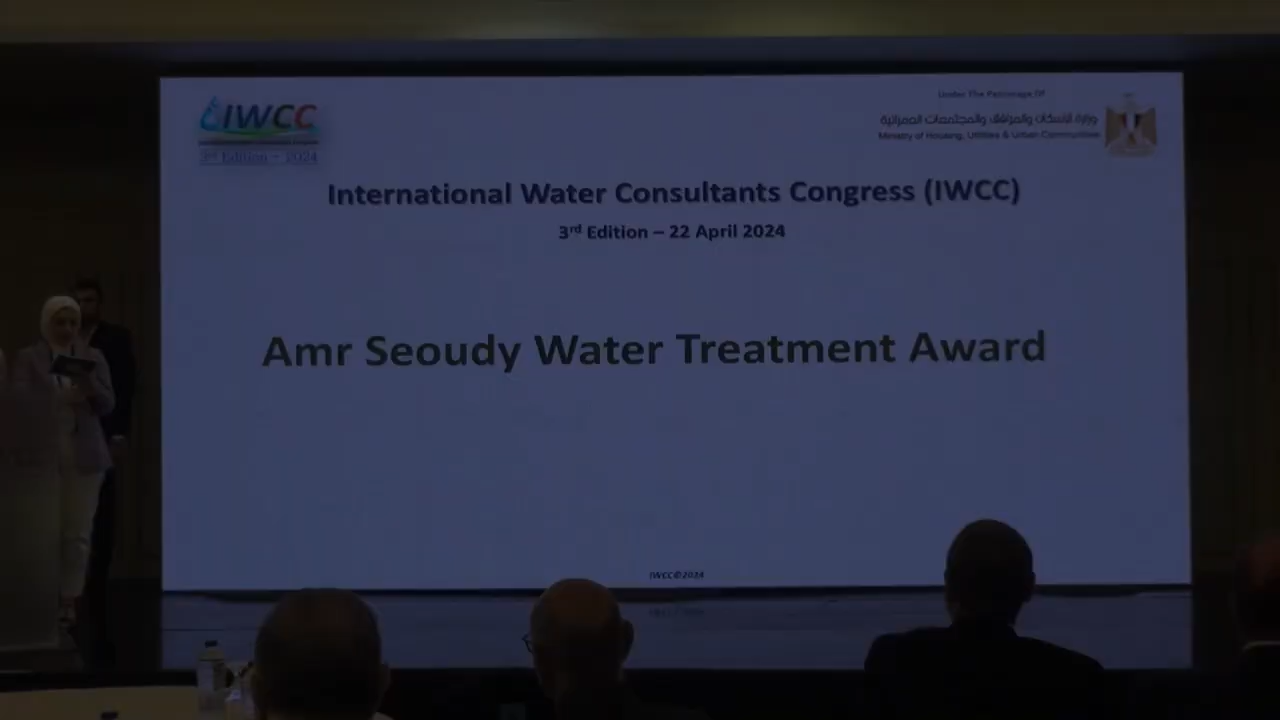 IWCC
3rd Edition - 2024
Under The Patronage Of
وزارة الإسكان والمرافق والمجتمعات العمرانية
Ministry of Housing, Utilities & Urban Communities
International Water Consultants Congress (IWCC)
3rd Edition – 22 April 2024
Amr Seoudy Water Treatment Award
IWCC©2024